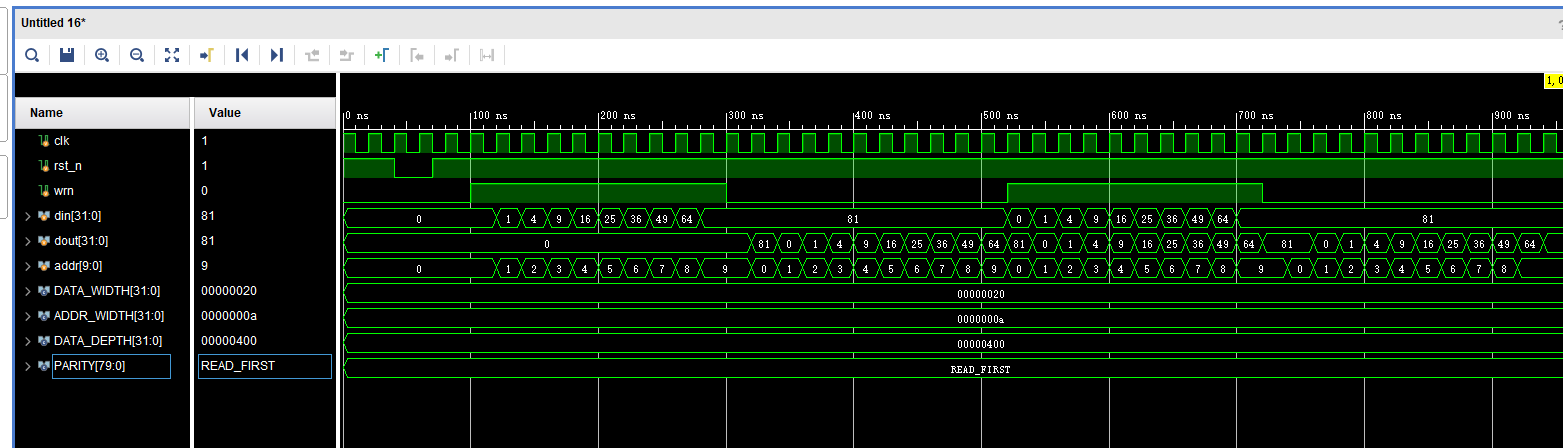 Untitled 16*
1, 0
Name Value
0 ns 100 ns 200 ns 300 ns 400 ns 500 ns 600 ns 700 ns 800 ns 900 ns
clk 1
rst_n 1
wrn 0
din[31:0] 81 0 1 4 9 16 25 36 49 64 81 0 1 4 9 16 25 36 49 64 81
dout[31:0] 81 0 81 0 1 4 9 16 25 36 49 64 81 0 1 4 9 16 25 36 49 64 81 0 1 4 9 16 25 36 49 64
addr[9:0] 9 0 1 2 3 4 5 6 7 8 9 0 1 2 3 4 5 6 7 8 9 0 1 2 3 4 5 6 7 8 9 0 1 2 3 4 5 6 7 8
DATA_WIDTH[31:0] 00000020 00000020
ADDR_WIDTH[31:0] 0000000a 0000000a
DATA_DEPTH[31:0] 00000400 00000400
PARITY[79:0] READ_FIRST READ_FIRST